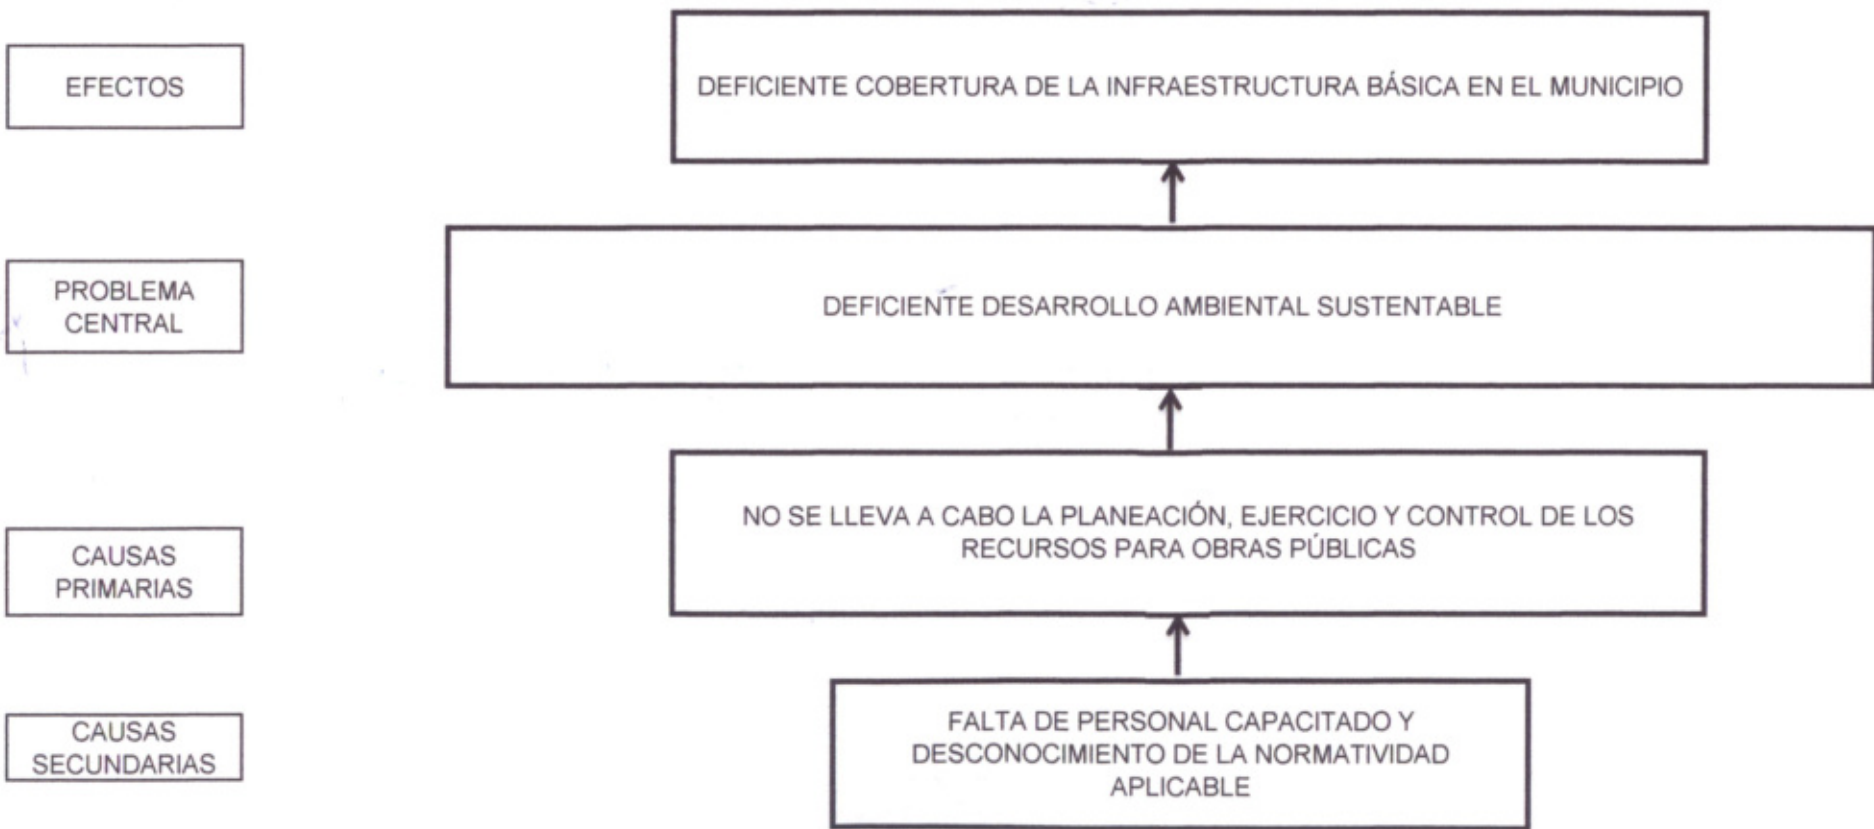 EFECTOS
DEFICIENTE COBERTURA DE LA INFRAESTRUCTURA BÁSICA EN EL MUNICIPIO
PROBLEMA
CENTRAL
DEFICIENTE DESARROLLO AMBIENTAL SUSTENTABLE
CAUSAS
PRIMARIAS
NO SE LLEVA A CABO LA PLANEACIÓN, EJERCICIO Y CONTROL DE LOS
RECURSOS PARA OBRAS PÚBLICAS
CAUSAS
SECUNDARIAS
FALTA DE PERSONAL CAPACITADO Y
DESCONOCIMIENTO DE LA NORMATIVIDAD
APLICABLE